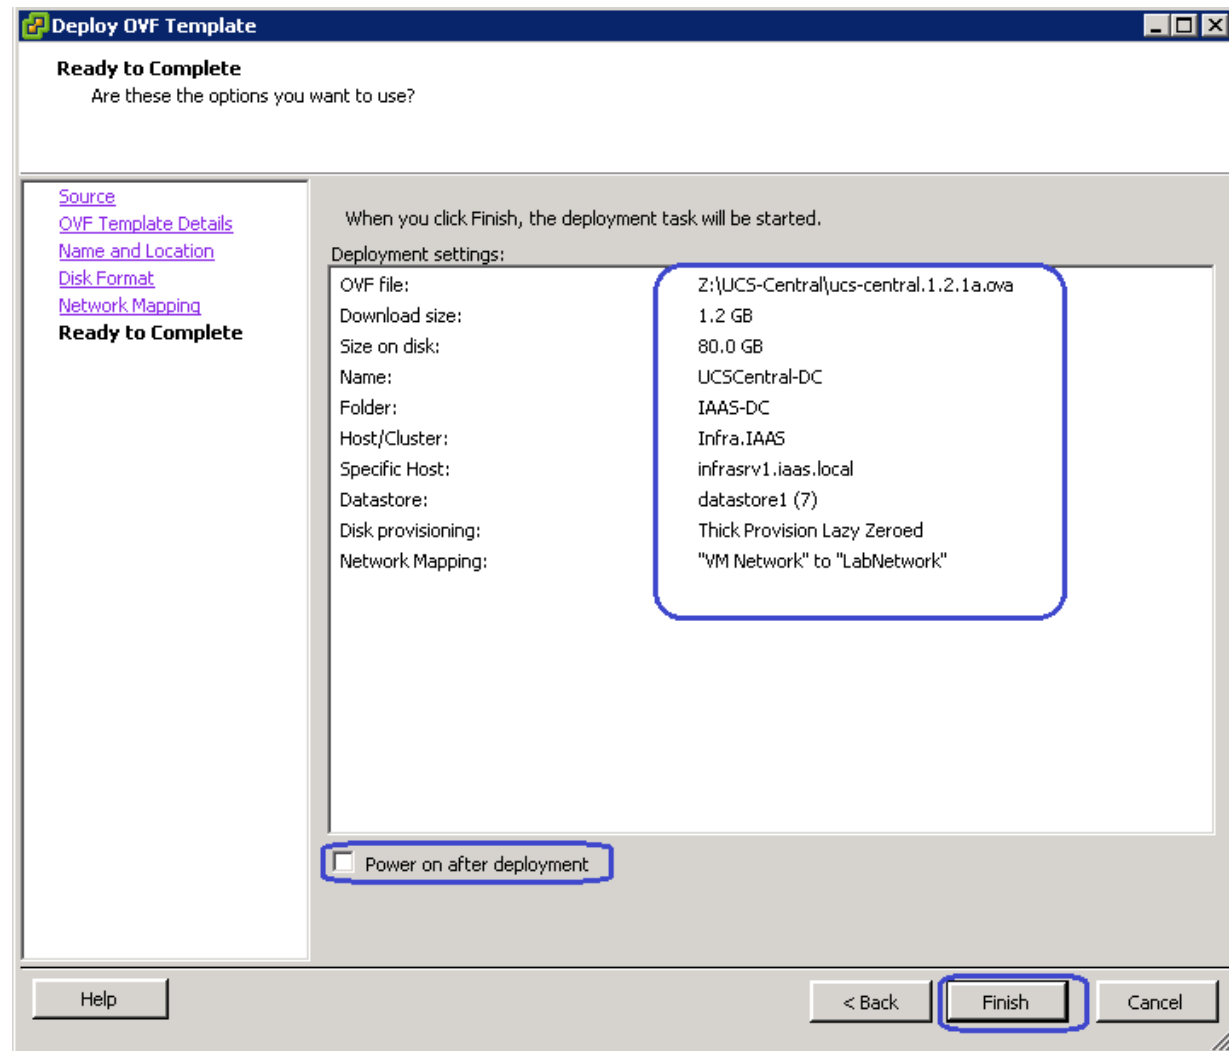 Deploy OVF Template
Ready to Complete
Are these the options you want to use?
Source
OVF Template Details
Name and Location
Disk Format
Network Mapping
Ready to Complete
When you click Finish, the deployment task will be started.
Deployment settings:
OVF file: Z:\UCS-Central\ucs-central.1.2.1a.ova
Download size: 1.2 GB
Size on disk: 80.0 GB
Name: UCSCentral-DC
Folder: IAAS-DC
Host/Cluster: Infra.IAAS
Specific Host: infrasrv1.iaas.local
Datastore: datastore1 (7)
Disk provisioning: Thick Provision Lazy Zeroed
Network Mapping: "VM Network" to "LabNetwork"
Power on after deployment
Help < Back Finish Cancel